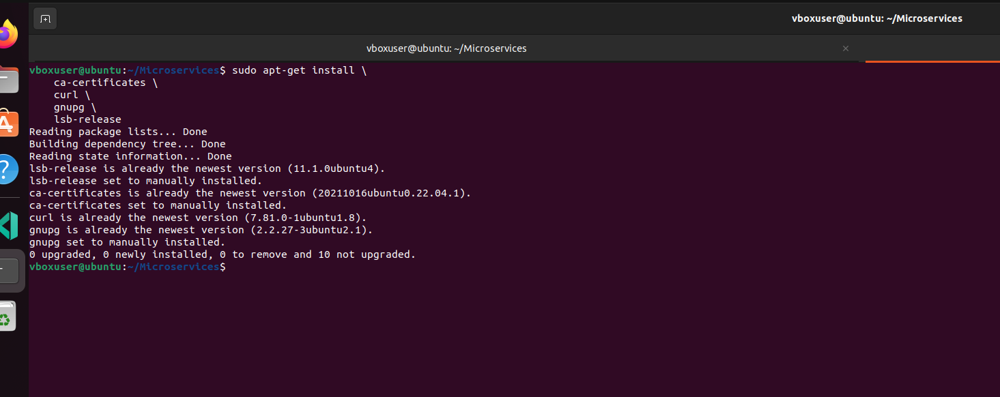 vboxuser@ubuntu: ~/Microservices
vboxuser@ubuntu: ~/Microservices ×
vboxuser@ubuntu:~/Microservices$ sudo apt-get install \
    ca-certificates \
    curl \
    gnupg \
    lsb-release
Reading package lists... Done
Building dependency tree... Done
Reading state information... Done
lsb-release is already the newest version (11.1.0ubuntu4).
lsb-release set to manually installed.
ca-certificates is already the newest version (20211016ubuntu0.22.04.1).
ca-certificates set to manually installed.
curl is already the newest version (7.81.0-1ubuntu1.8).
gnupg is already the newest version (2.2.27-3ubuntu2.1).
gnupg set to manually installed.
0 upgraded, 0 newly installed, 0 to remove and 10 not upgraded.
vboxuser@ubuntu:~/Microservices$